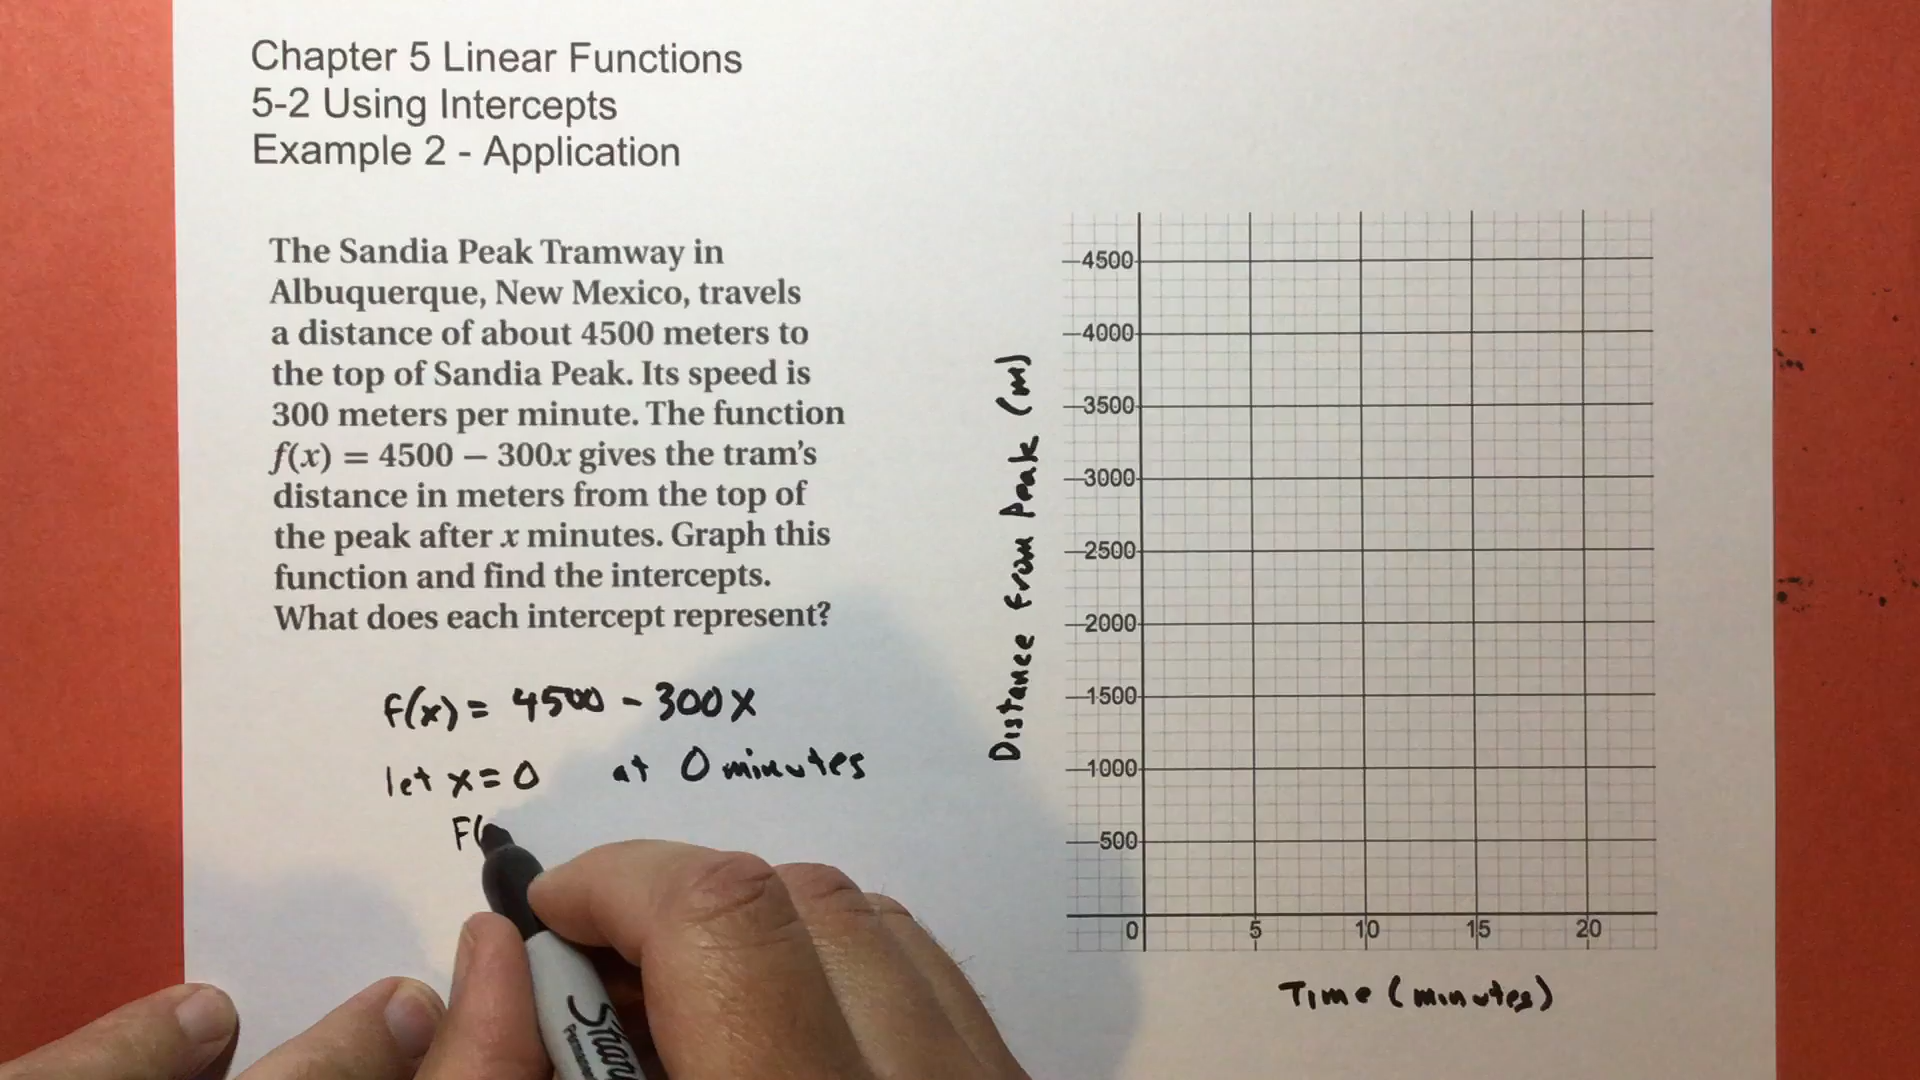 Chapter 5 Linear Functions
5-2 Using Intercepts
Example 2 - Application
The Sandia Peak Tramway in
Albuquerque, New Mexico, travels
a distance of about 4500 meters to
the top of Sandia Peak. Its speed is
300 meters per minute. The function
f(x) = 4500 – 300x gives the tram's
distance in meters from the top of
the peak after x minutes. Graph this
function and find the intercepts.
What does each intercept represent?
f(x) = 4500 - 300x
let x=0 at 0 minutes
F(
Distance from Peak (m)
4500
4000
3500
3000
2500
2000
1500
1000
500
0 5 10 15 20
Time (minutes)